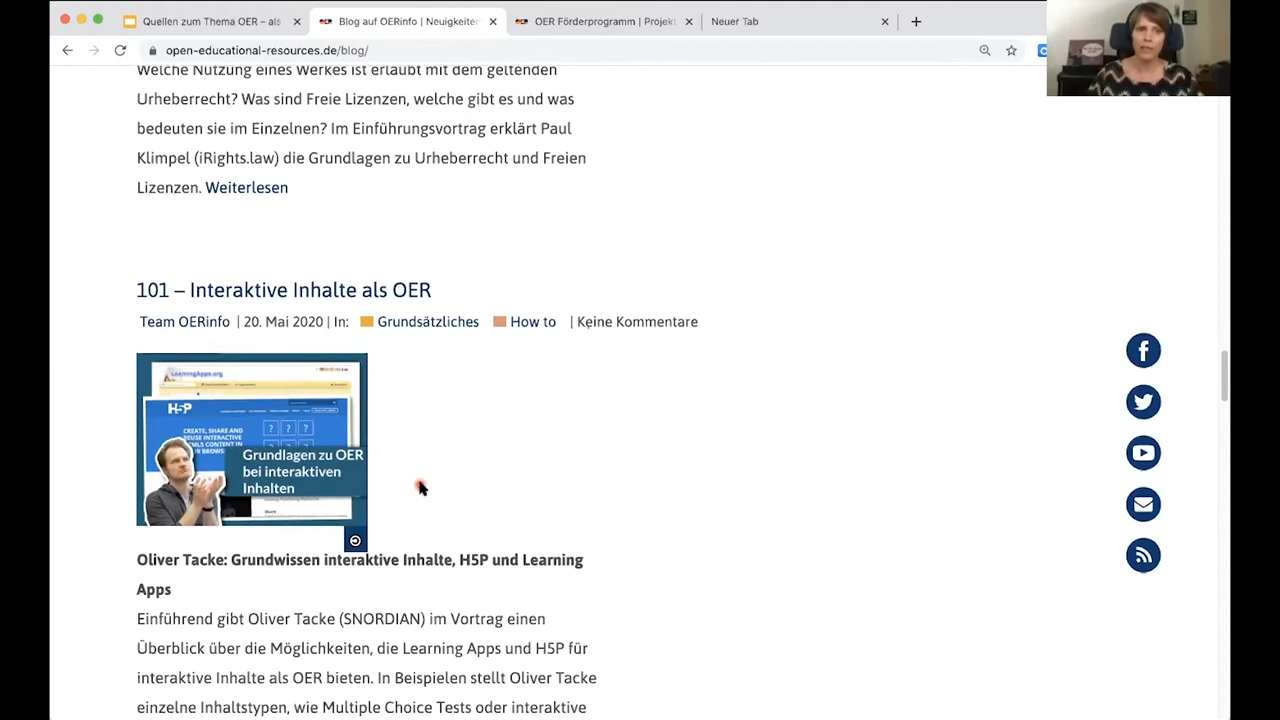 Quellen zum Thema OER – als
Blog auf OERinfo | Neuigkeiten
OER Förderprogramm | Projekt
Neuer Tab
open-educational-resources.de/blog/
Welche Nutzung eines Werkes ist erlaubt mit dem geltenden
Urheberrecht? Was sind Freie Lizenzen, welche gibt es und was
bedeuten sie im Einzelnen? Im Einführungsvortrag erklärt Paul
Klimpel (iRights.law) die Grundlagen zu Urheberrecht und Freien
Lizenzen. Weiterlesen
101 – Interaktive Inhalte als OER
Team OERinfo | 20. Mai 2020 | In: Grundsätzliches How to | Keine Kommentare
LearningApps.org
H5P
CREATE, SHARE AND
REUSE INTERACTIVE
HTML5 CONTENT IN
Grundlagen zu OER
bei interaktiven
Inhalten
Oliver Tacke: Grundwissen interaktive Inhalte, H5P und Learning
Apps
Einführend gibt Oliver Tacke (SNORDIAN) im Vortrag einen
Überblick über die Möglichkeiten, die Learning Apps und H5P für
interaktive Inhalte als OER bieten. In Beispielen stellt Oliver Tacke
einzelne Inhaltstypen, wie Multiple Choice Tests oder interaktive